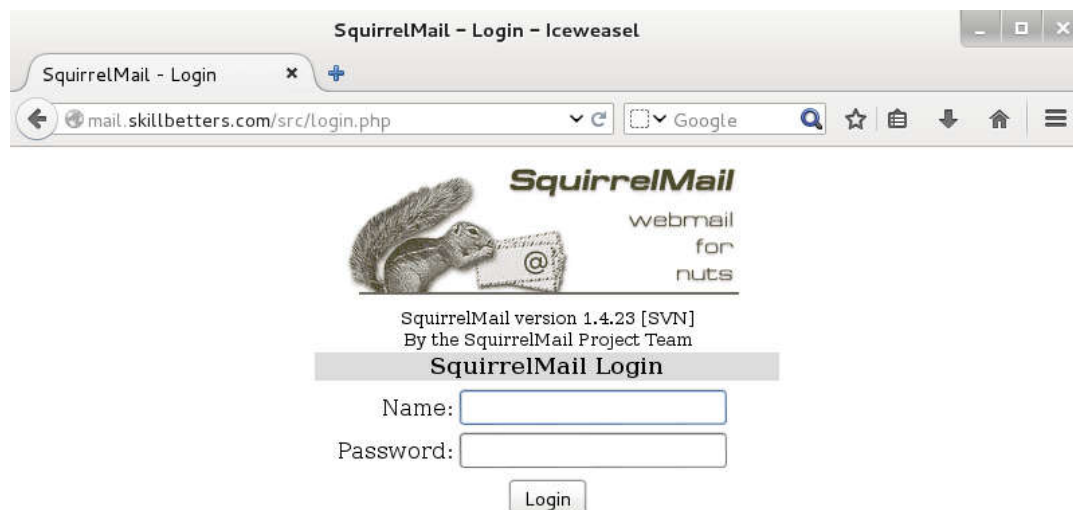 SquirrelMail – Login – Iceweasel
SquirrelMail - Login
mail.skillbetters.com/src/login.php
Google
SquirrelMail
webmail
for
nuts
@
SquirrelMail version 1.4.23 [SVN]
By the SquirrelMail Project Team
SquirrelMail Login
Name:
Password:
Login